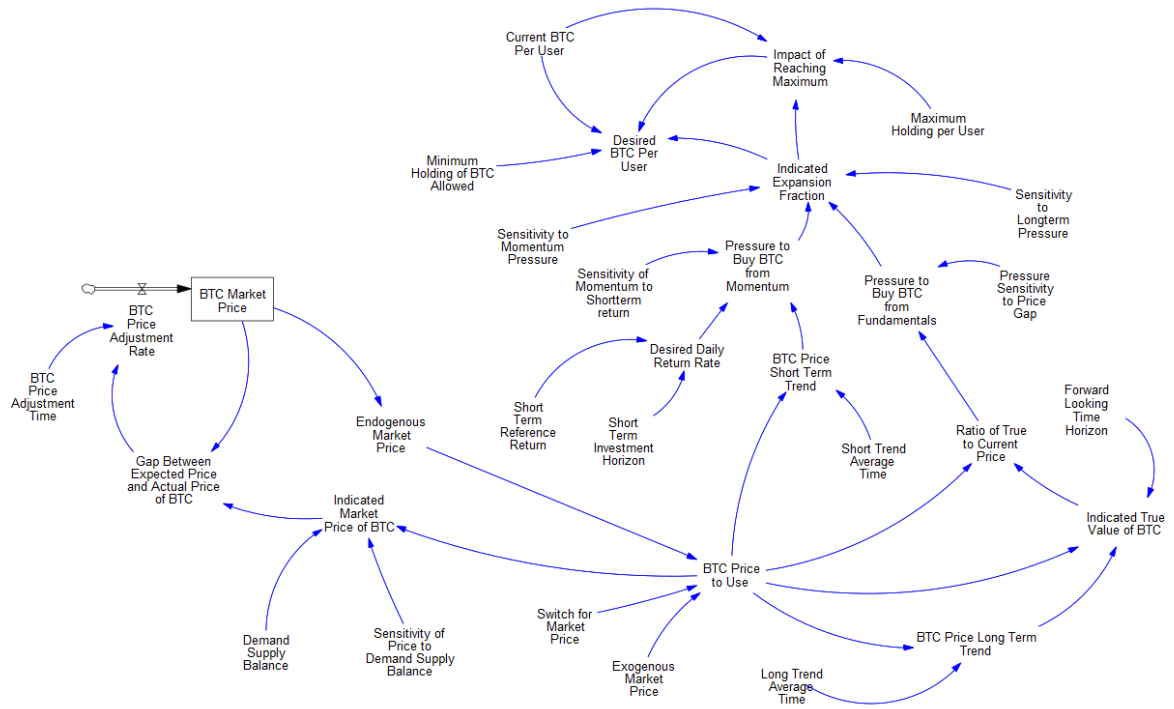 Current BTC
Per User
Impact of
Reaching
Maximum
Maximum
Holding per User
Desired
BTC Per
User
Minimum
Holding of BTC
Allowed
Indicated
Expansion
Fraction
Sensitivity
to
Longterm
Pressure
Sensitivity to
Momentum
Pressure
Pressure to
Buy BTC
from
Momentum
Sensitivity of
Momentum to
Shortterm
return
Pressure to
Buy BTC
from
Fundamentals
Pressure
Sensitivity
to Price
Gap
BTC Market
Price
BTC
Price
Adjustment
Rate
BTC
Price
Adjustment
Time
Desired Daily
Return Rate
BTC Price
Short Term
Trend
Forward
Looking
Time
Horizon
Short
Term
Reference
Return
Short
Term
Investment
Horizon
Endogenous
Market
Price
Short Trend
Average
Time
Ratio of True
to Current
Price
Gap Between
Expected Price
and Actual Price
of BTC
Indicated
Market
Price of BTC
Indicated True
Value of BTC
BTC Price
to Use
Switch for
Market
Price
Demand
Supply
Balance
Sensitivity of
Price to
Demand Supply
Balance
Exogenous
Market
Price
BTC Price Long Term
Trend
Long Trend
Average
Time